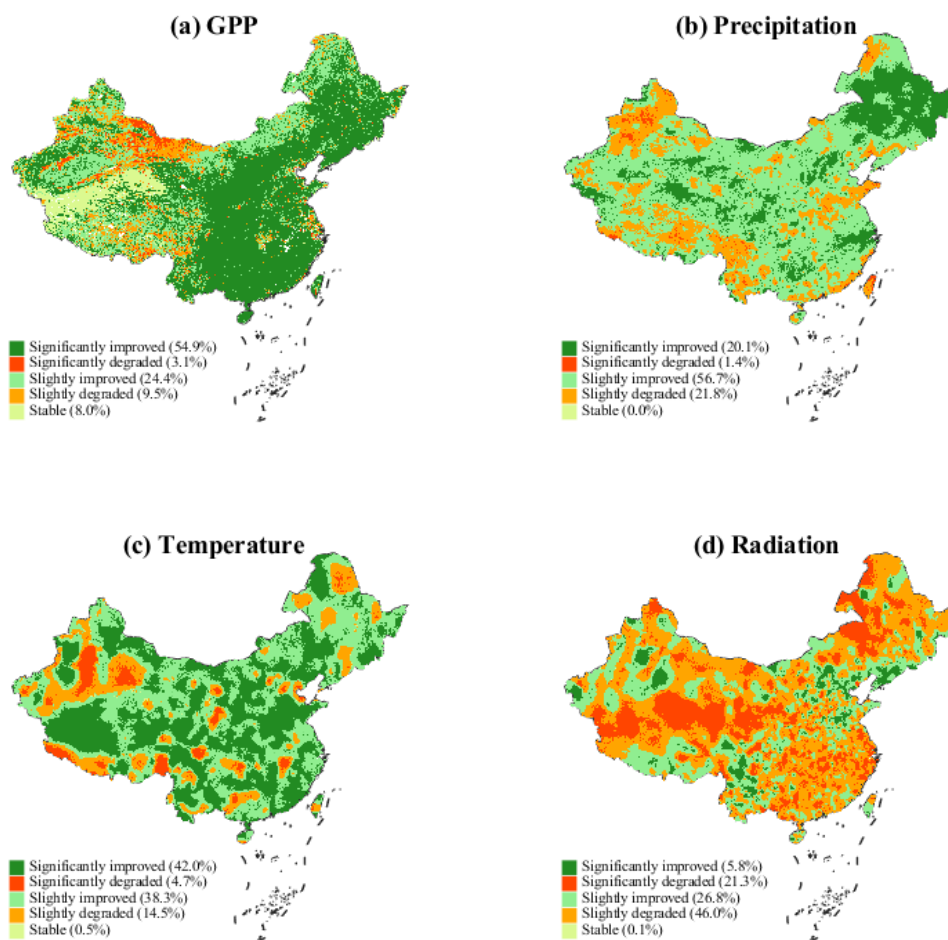 (a) GPP
Significantly improved (54.9%)
Significantly degraded (3.1%)
Slightly improved (24.4%)
Slightly degraded (9.5%)
Stable (8.0%)
(b) Precipitation
Significantly improved (20.1%)
Significantly degraded (1.4%)
Slightly improved (56.7%)
Slightly degraded (21.8%)
Stable (0.0%)
(c) Temperature
Significantly improved (42.0%)
Significantly degraded (4.7%)
Slightly improved (38.3%)
Slightly degraded (14.5%)
Stable (0.5%)
(d) Radiation
Significantly improved (5.8%)
Significantly degraded (21.3%)
Slightly improved (26.8%)
Slightly degraded (46.0%)
Stable (0.1%)